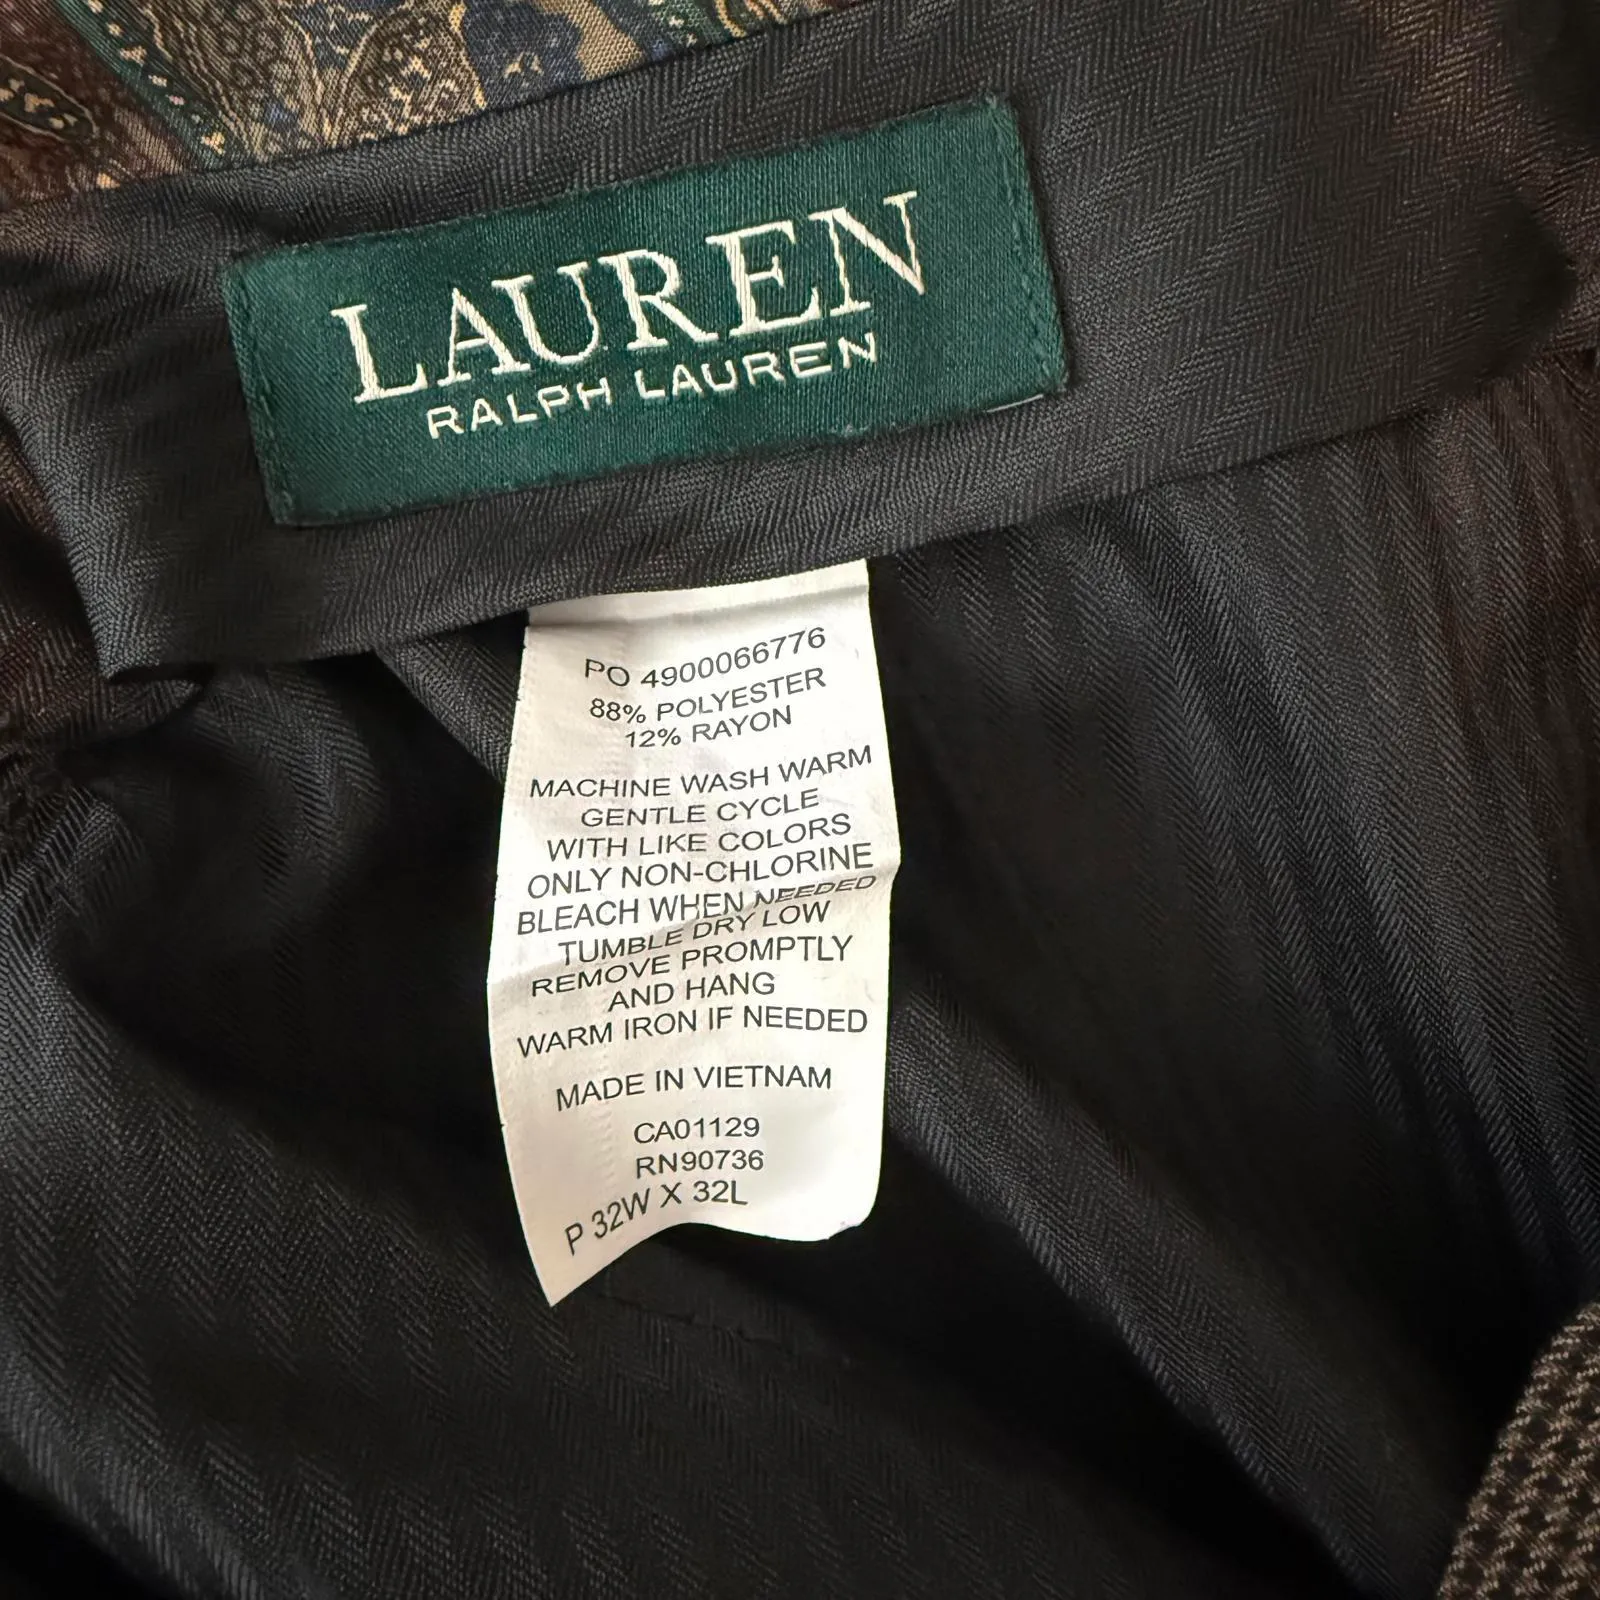 LAUREN
RALPH LAUREN
PO 4900066776
88% POLYESTER
12% RAYON
MACHINE WASH WARM
GENTLE CYCLE
WITH LIKE COLORS
ONLY NON-CHLORINE
BLEACH WHEN NEEDED
TUMBLE DRY LOW
REMOVE PROMPTLY
AND HANG
WARM IRON IF NEEDED
MADE IN VIETNAM
CA01129
RN90736
P 32W X 32L